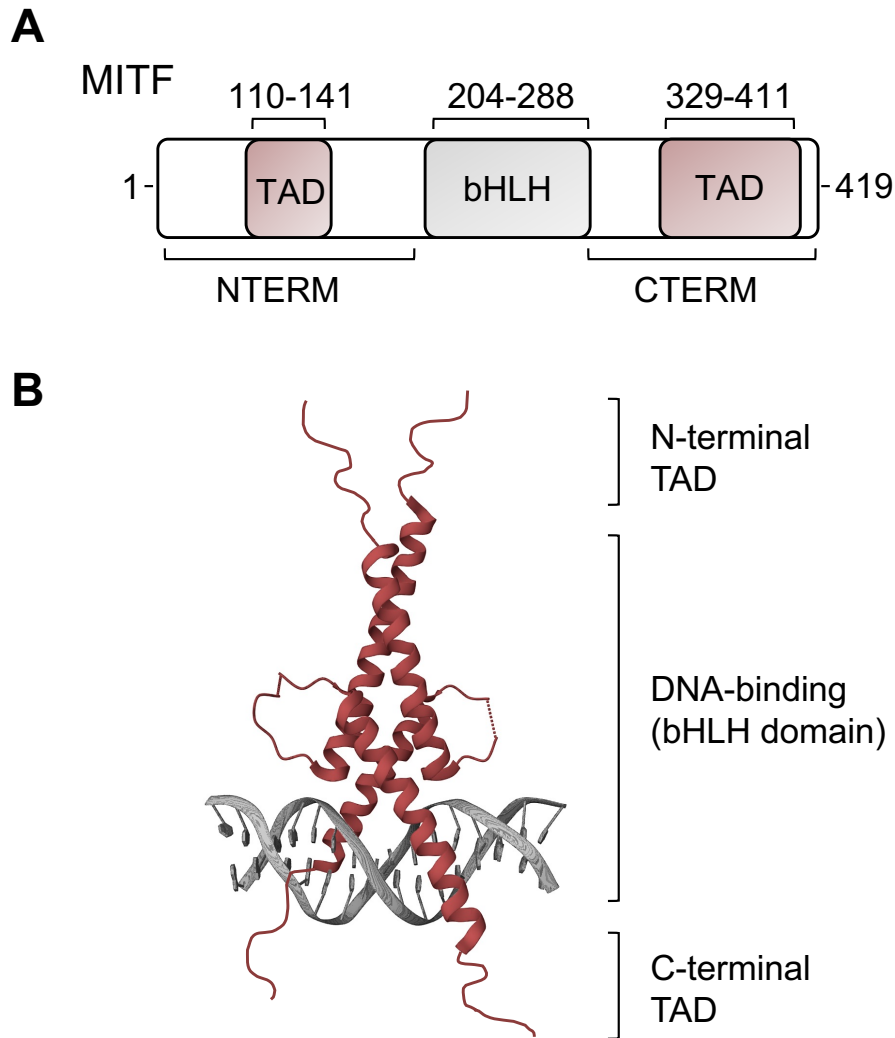 A
MITF
110-141 204-288 329-411
1 TAD bHLH TAD 419
NTERM CTERM
B
N-terminal
TAD
DNA-binding
(bHLH domain)
C-terminal
TAD